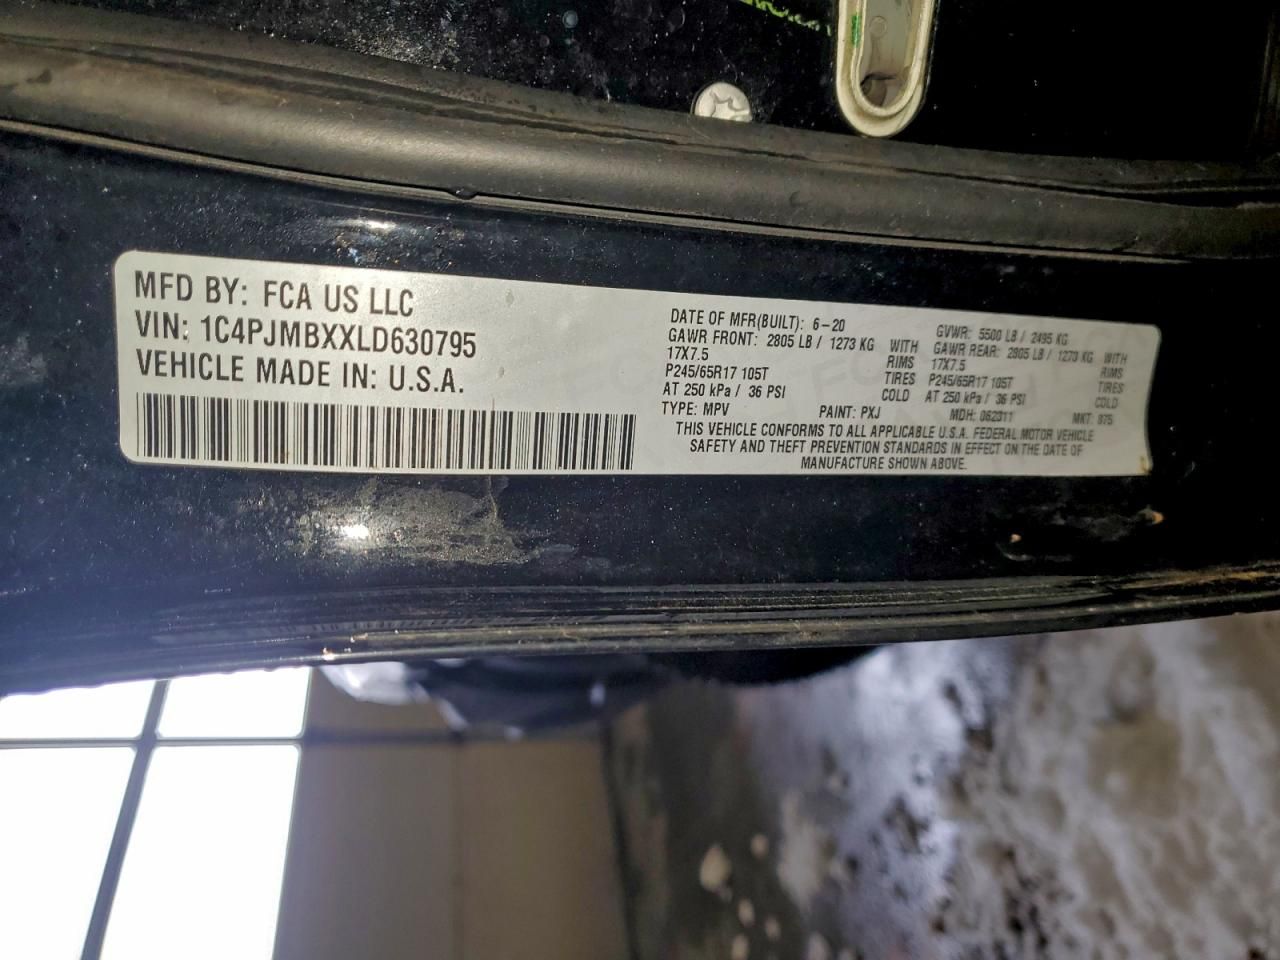 MFD BY: FCA US LLC
VIN: 1C4PJMBXXLD630795
VEHICLE MADE IN: U.S.A.
DATE OF MFR(BUILT): 6-20
GVWR: 5500 LB / 2495 KG
GAWR FRONT: 2805 LB / 1273 KG WITH
17X7.5 RIMS
P245/65R17 105T TIRES
AT 250 kPa / 36 PSI COLD
GAWR REAR: 2805 LB / 1273 KG WITH
17X7.5 RIMS
P245/65R17 105T TIRES
AT 250 kPa / 36 PSI COLD
TYPE: MPV PAINT: PXJ MDH: 062311 MKT: 875
THIS VEHICLE CONFORMS TO ALL APPLICABLE U.S.A. FEDERAL MOTOR VEHICLE
SAFETY AND THEFT PREVENTION STANDARDS IN EFFECT ON THE DATE OF
MANUFACTURE SHOWN ABOVE.